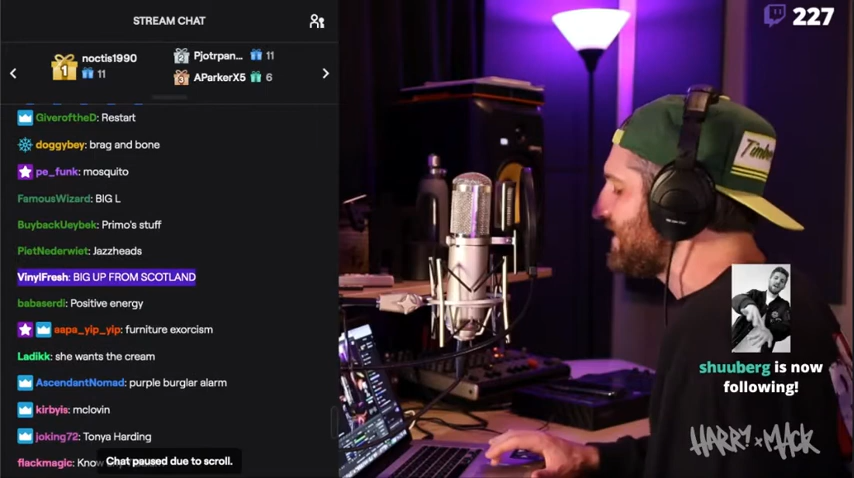 STREAM CHAT
227
noctis1990
11
Pjotrpan... 11
AParkerX5 6
1
2
3
GiveroftheD: Restart
doggybey: brag and bone
pe_funk: mosquito
FamousWizard: BIG L
BuybackUeybek: Primo's stuff
PietNederwiet: Jazzheads
VinylFresh: BIG UP FROM SCOTLAND
babaserdi: Positive energy
sapa_yip_yip: furniture exorcism
Ladikk: she wants the cream
AscendantNomad: purple burglar alarm
kirbyis: mclovin
joking72: Tonya Harding
flackmagic: Know
Chat paused due to scroll.
shuuberg is now
following!
HARRY x MACK